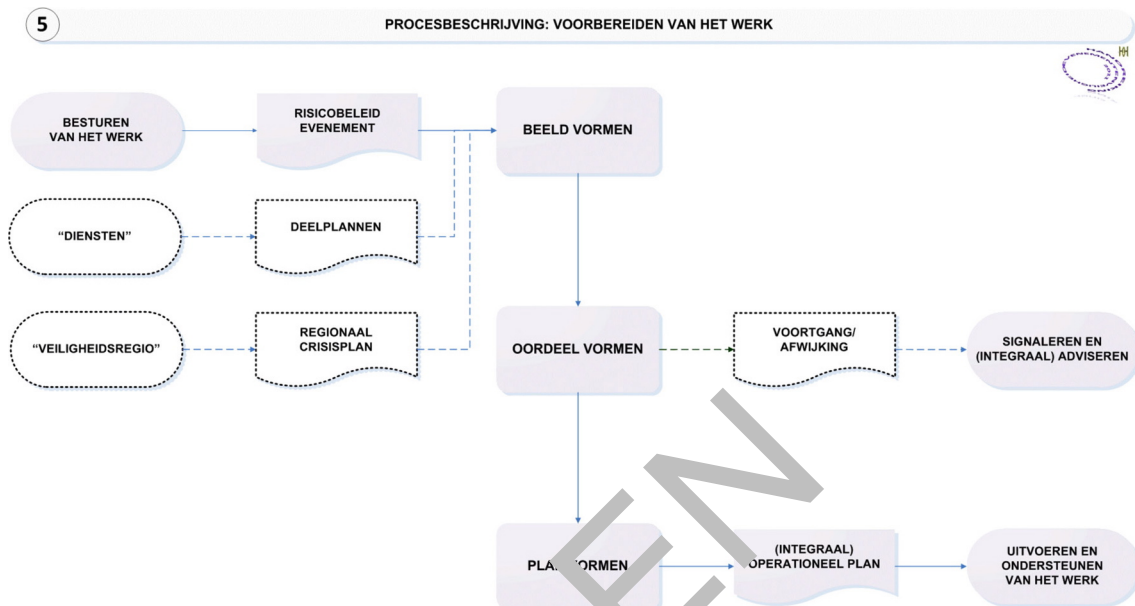 5
PROCESBESCHRIJVING: VOORBEREIDEN VAN HET WERK
BESTUREN
VAN HET WERK
RISICOBELEID
EVENEMENT
BEELD VORMEN
“DIENSTEN”
DEELPLANNEN
“VEILIGHEIDSREGIO”
REGIONAAL
CRISISPLAN
OORDEEL VORMEN
VOORTGANG/
AFWIJKING
SIGNALEREN EN
(INTEGRAAL) ADVISEREN
PLAN VORMEN
(INTEGRAAL)
OPERATIONEEL PLAN
UITVOEREN EN
ONDERSTEUNEN
VAN HET WERK